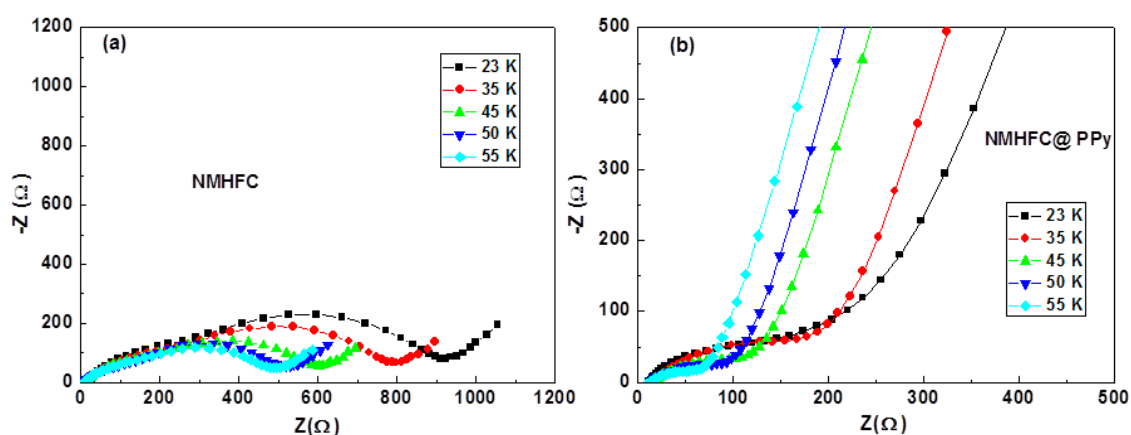 (a)
1200
1000
800
600
400
200
0
-Z (Ω)
NMHFC
23 K
35 K
45 K
50 K
55 K
0 200 400 600 800 1000 1200
Z(Ω)
(b)
500
400
300
200
100
0
-Z (Ω)
NMHFC@ PPy
23 K
35 K
45 K
50 K
55 K
0 100 200 300 400 500
Z(Ω)